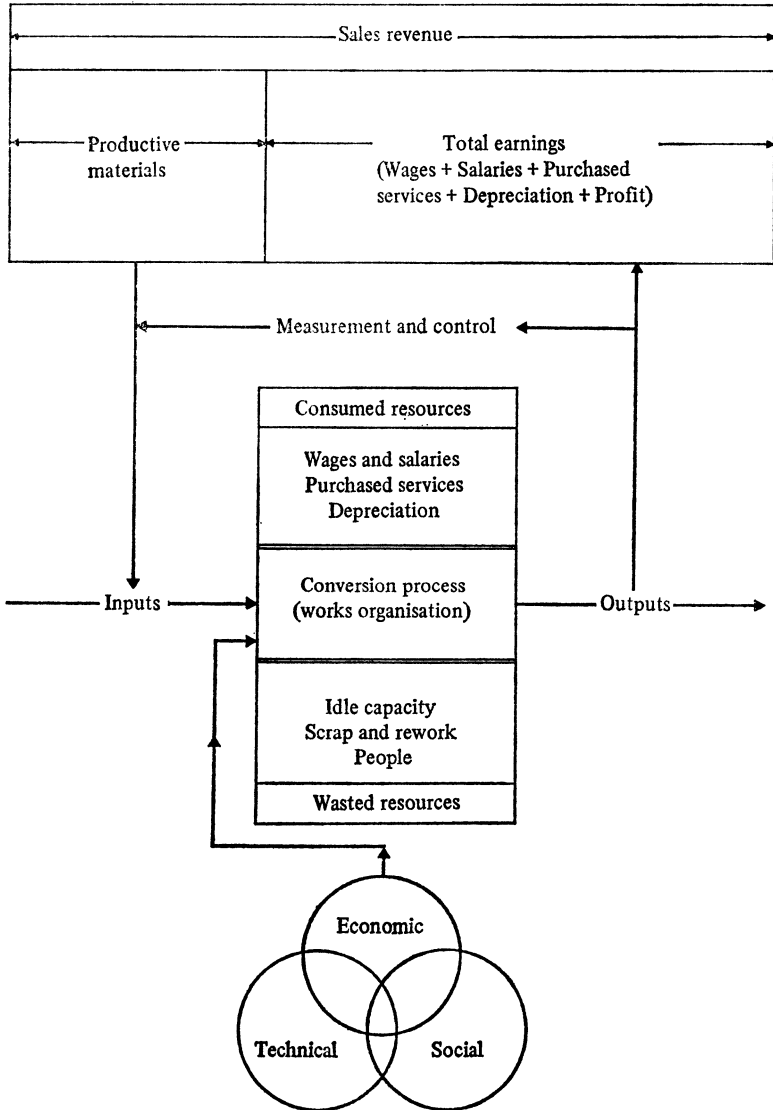 Sales revenue
Productive
materials
Total earnings
(Wages + Salaries + Purchased
services + Depreciation + Profit)
Measurement and control
Consumed resources
Wages and salaries
Purchased services
Depreciation
Inputs
Conversion process
(works organisation)
Outputs
Idle capacity
Scrap and rework
People
Wasted resources
Economic
Technical
Social